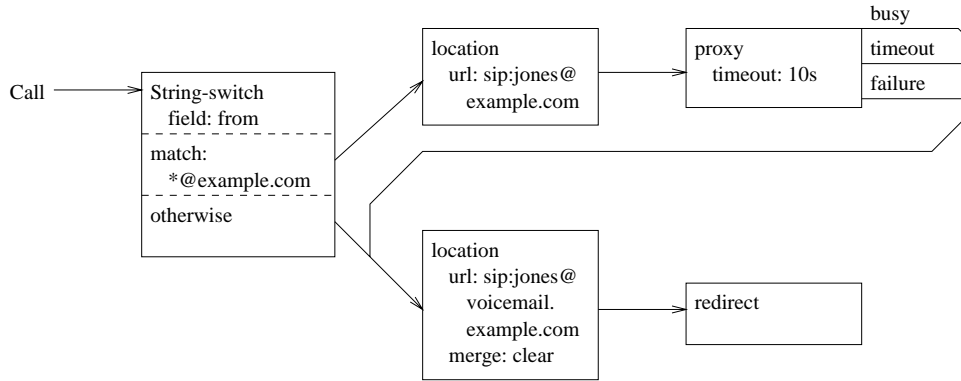 Call
String-switch
field: from
match:
*@example.com
otherwise
location
url: sip:jones@
example.com
proxy
timeout: 10s
busy
timeout
failure
location
url: sip:jones@
voicemail.
example.com
merge: clear
redirect